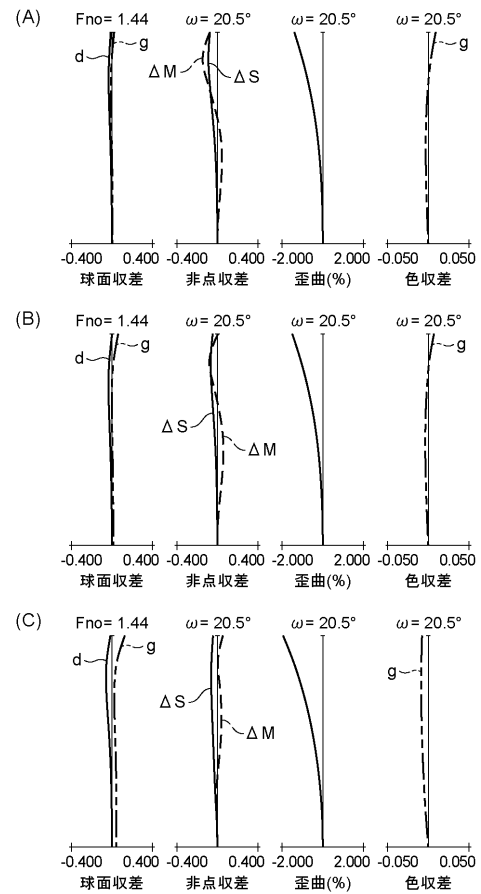 (A) Fno= 1.44 ω= 20.5° ω= 20.5° ω= 20.5°
d g ΔM ΔS g
-0.400 0.400 -0.400 0.400 -2.000 2.000 -0.050 0.050
球面収差 非点収差 歪曲(%) 色収差
(B) Fno= 1.44 ω= 20.5° ω= 20.5° ω= 20.5°
d g ΔS ΔM g
-0.400 0.400 -0.400 0.400 -2.000 2.000 -0.050 0.050
球面収差 非点収差 歪曲(%) 色収差
(C) Fno= 1.44 ω= 20.5° ω= 20.5° ω= 20.5°
d g ΔS ΔM g
-0.400 0.400 -0.400 0.400 -2.000 2.000 -0.050 0.050
球面収差 非点収差 歪曲(%) 色収差